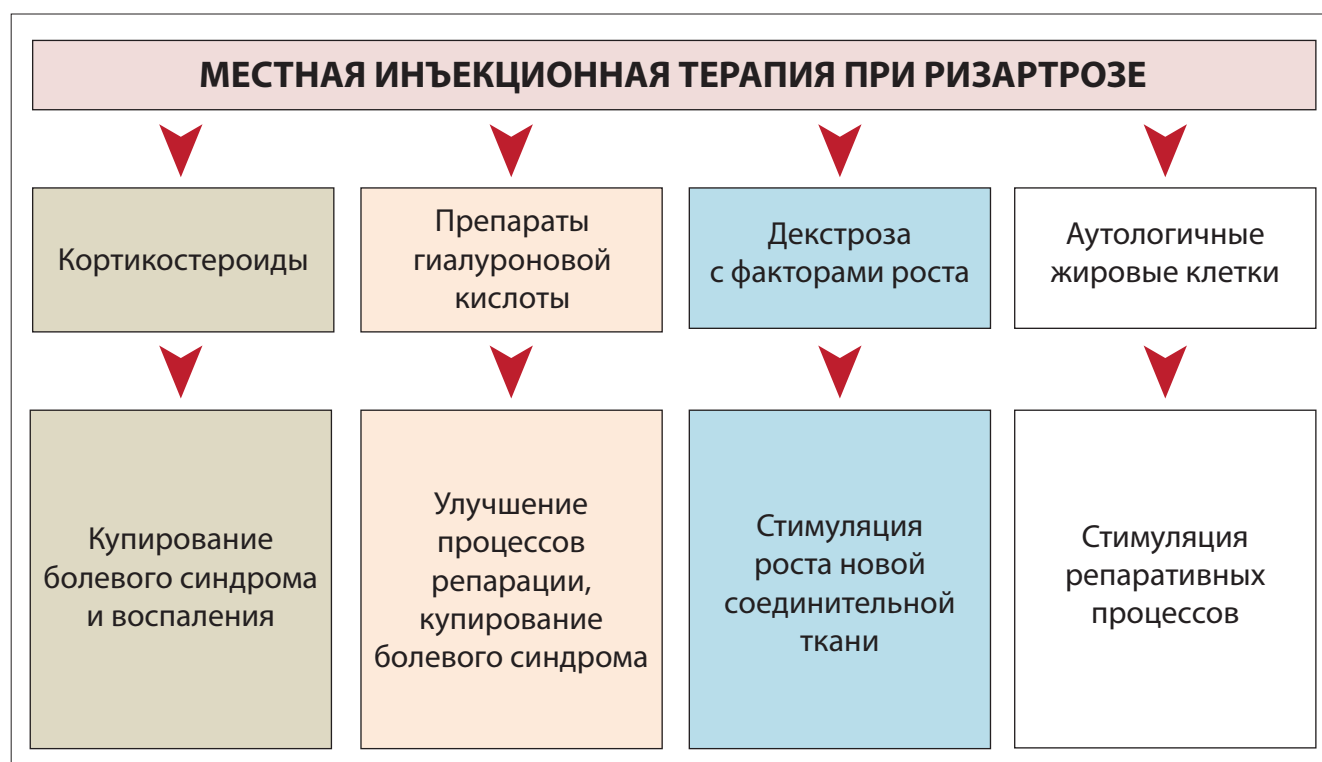 МЕСТНАЯ ИНЪЕКЦИОННАЯ ТЕРАПИЯ ПРИ РИЗАРТРОЗЕ
Кортикостероиды
Препараты
гиалуроновой
кислоты
Декстроза
с факторами роста
Аутологичные
жировые клетки
Купирование
болевого синдрома
и воспаления
Улучшение
процессов
репарации,
купирование
болевого синдрома
Стимуляция
роста новой
соединительной
ткани
Стимуляция
репаративных
процессов